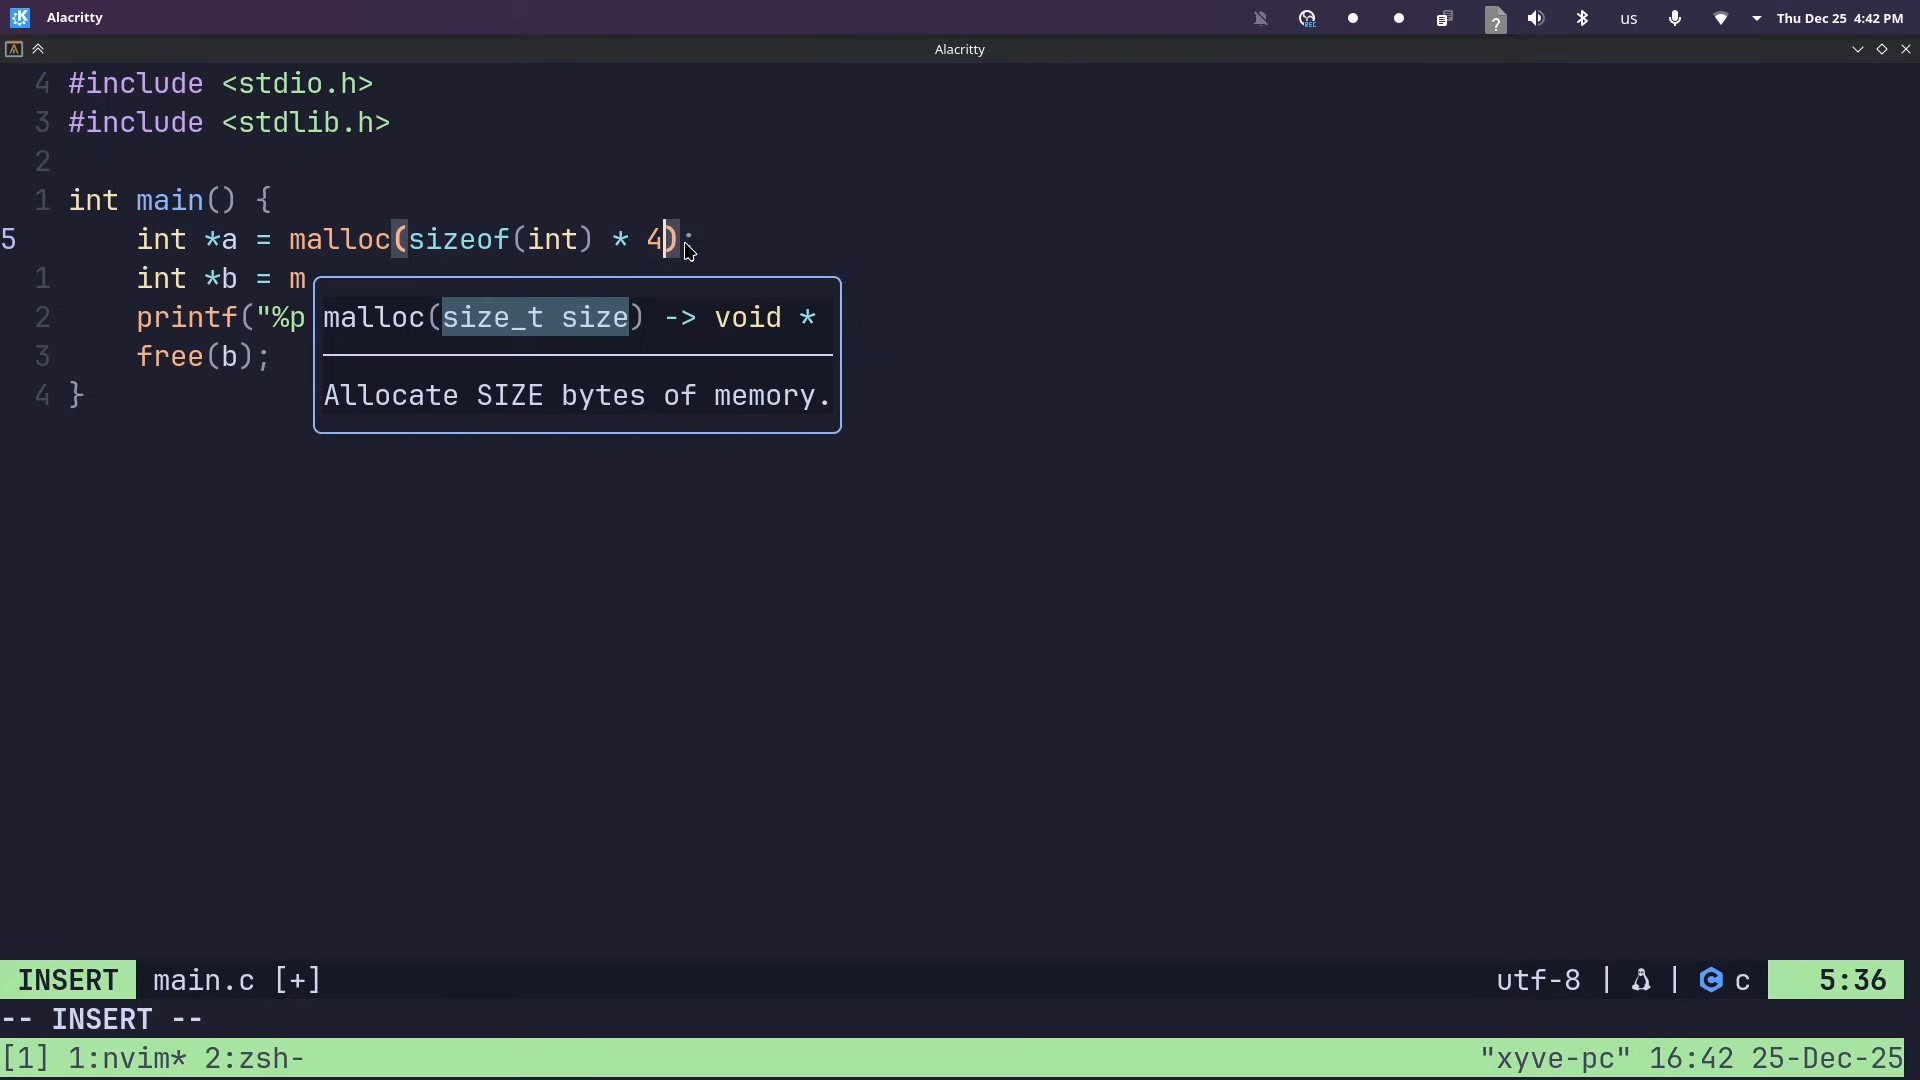 Alacritty
us
Thu Dec 25 4:42 PM
Alacritty
4 #include <stdio.h>
3 #include <stdlib.h>
2
1 int main() {
5 int *a = malloc(sizeof(int) * 4);
1 int *b = m
2 printf("%p
3 free(b);
4 }
malloc(size_t size) -> void *
Allocate SIZE bytes of memory.
INSERT main.c [+] utf-8 | | c 5:36
-- INSERT --
[1] 1:nvim* 2:zsh- "xyve-pc" 16:42 25-Dec-25